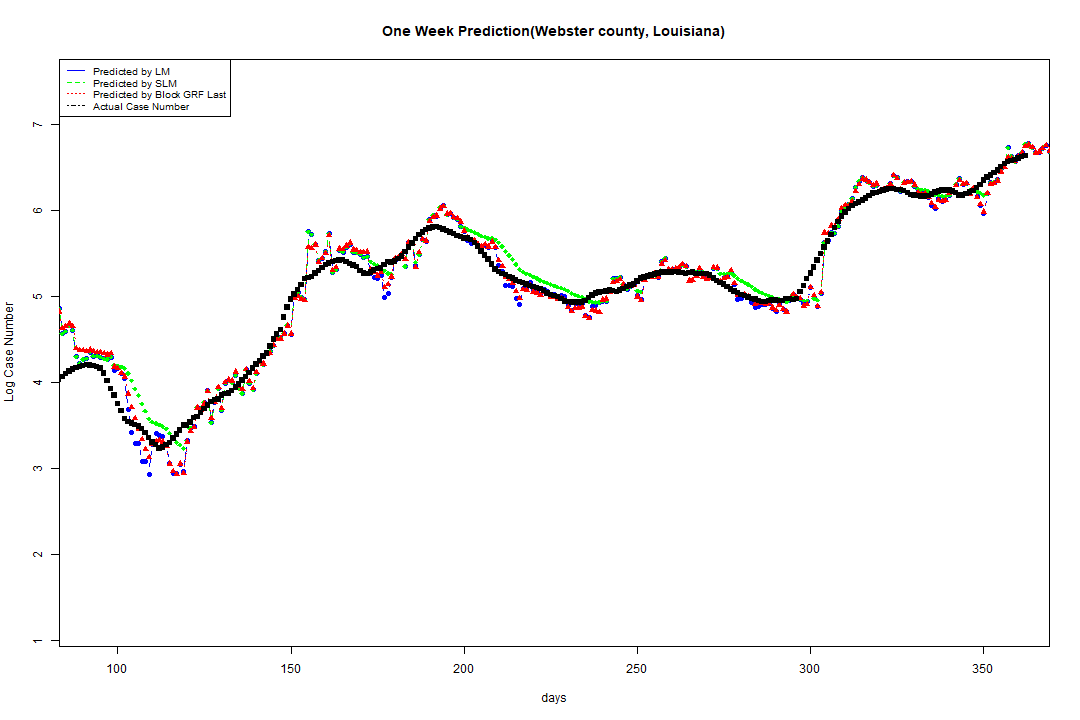 One Week Prediction(Webster county, Louisiana)
Predicted by LM
Predicted by SLM
Predicted by Block GRF Last
Actual Case Number
Log Case Number
7
6
5
4
3
2
1
100 150 200 250 300 350
days